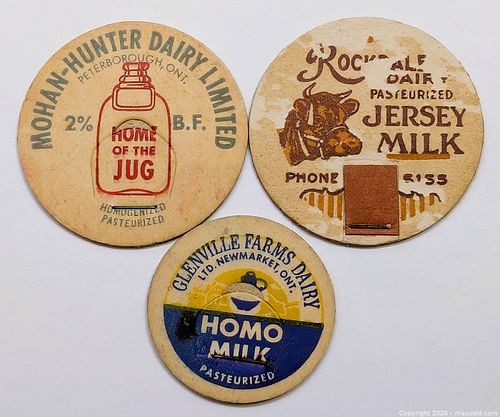 MOHAN-HUNTER DAIRY LIMITED
PETERBOROUGH, ONT.
2% B.F.
HOME
OF THE
JUG
HOMOGENIZED
PASTEURIZED
PASTEURIZED
JERSEY
MILK
PHONE
GLENVILLE FARMS DAIRY
LTD. NEWMARKET, ONT.
HOMO
MILK
PASTEURIZED
Copyright 2026 - maxsold.com